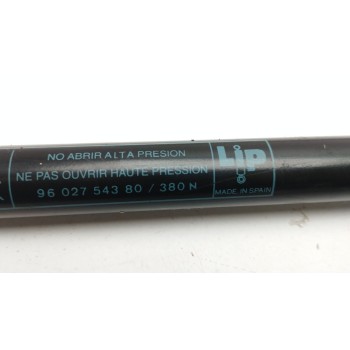 NO ABRIR ALTA PRESION
NE PAS OUVRIR HAUTE PRESSION
96 027 543 80 / 380 N
Lip
MADE IN SPAIN